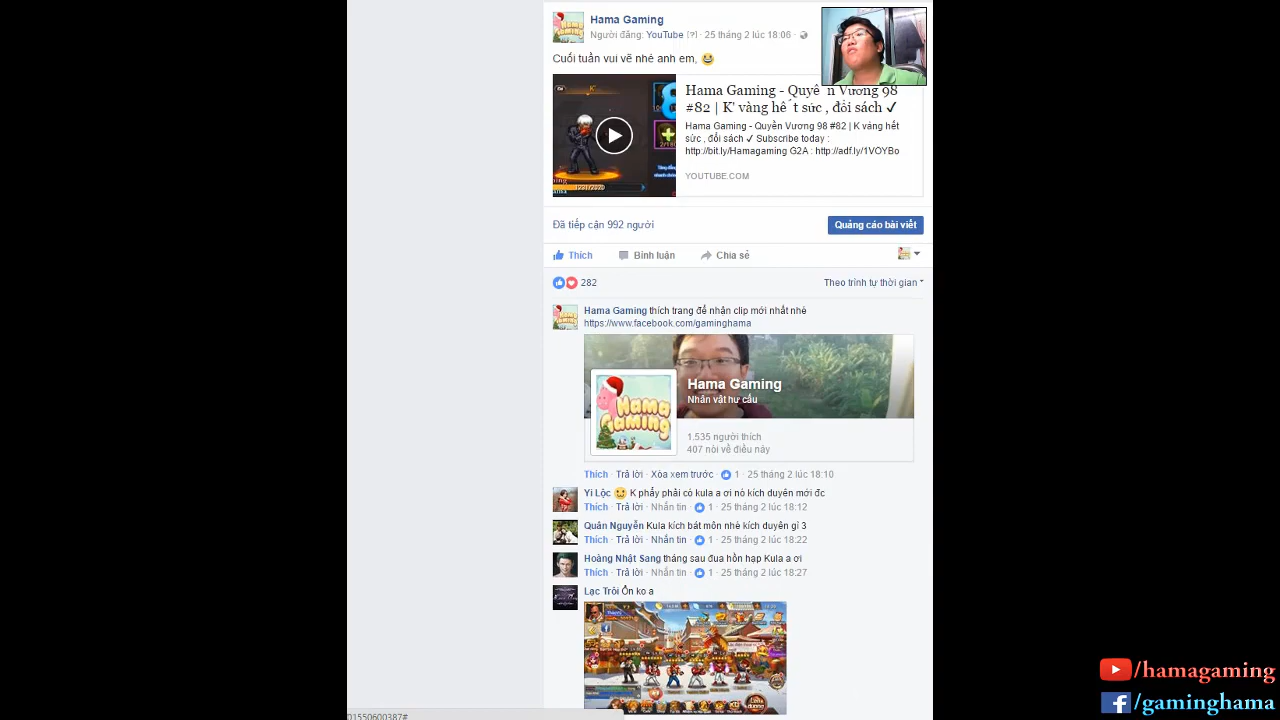 Hama Gaming
Người đăng: YouTube [?] · 25 tháng 2 lúc 18:06 ·
Cuối tuần vui vẽ nhé anh em, 😆
Hama Gaming - Quyền Vương 98
#82 | K' vàng hết sức , đổi sách ✓
Hama Gaming - Quyền Vương 98 #82 | K vàng hết
sức , đổi sách ✓ Subscribe today :
http://bit.ly/Hamagaming G2A : http://adf.ly/1VOYBo
YOUTUBE.COM
Đã tiếp cận 992 người
Quảng cáo bài viết
Thích Bình luận Chia sẻ
282
Theo trình tự thời gian
Hama Gaming thích trang để nhận clip mới nhất nhé
https://www.facebook.com/gaminghama
Hama Gaming
Nhân vật hư cấu
Hama Gaming
1.535 người thích
407 nói về điều này
Thích · Trả lời · Xóa xem trước · 1 · 25 tháng 2 lúc 18:10
Yi Lộc K phẩy phải có kula a ơi nó kích duyên mới đc
Thích · Trả lời · Nhắn tin · 1 · 25 tháng 2 lúc 18:12
Quân Nguyễn Kula kích bát môn nhé kích duyên gì 3
Thích · Trả lời · Nhắn tin · 1 · 25 tháng 2 lúc 18:22
Hoàng Nhật Sang tháng sau đua hồn hạp Kula a ơi
Thích · Trả lời · Nhắn tin · 1 · 25 tháng 2 lúc 18:27
Lạc Trôi Ổn ko a
01550600387#
/hamagaming
/gaminghama